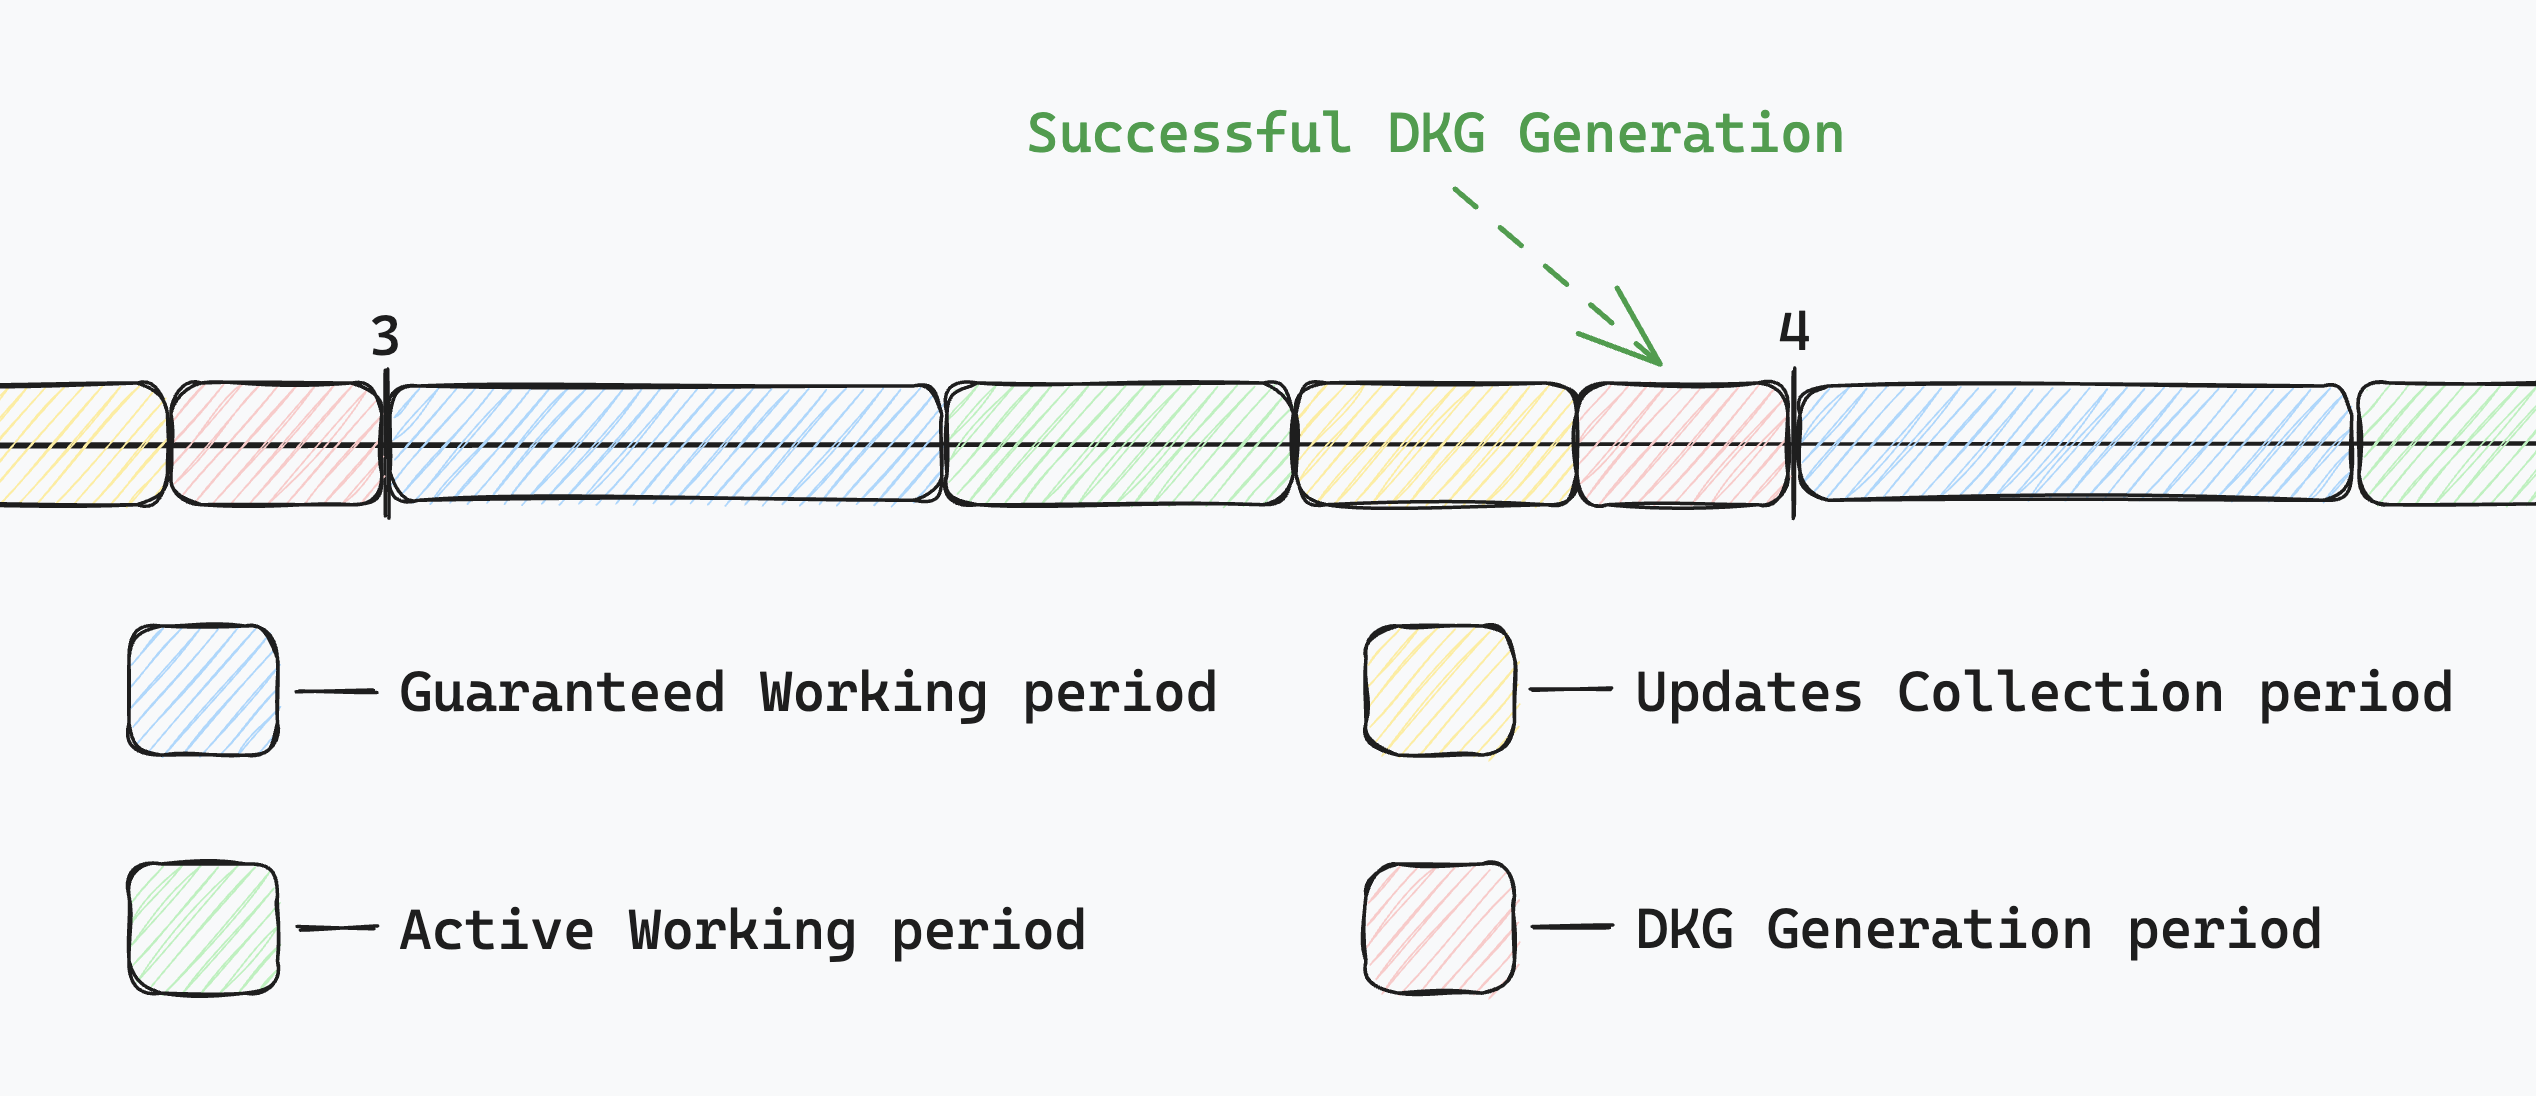 Successful DKG Generation
3
4
Guaranteed Working period
Updates Collection period
Active Working period
DKG Generation period